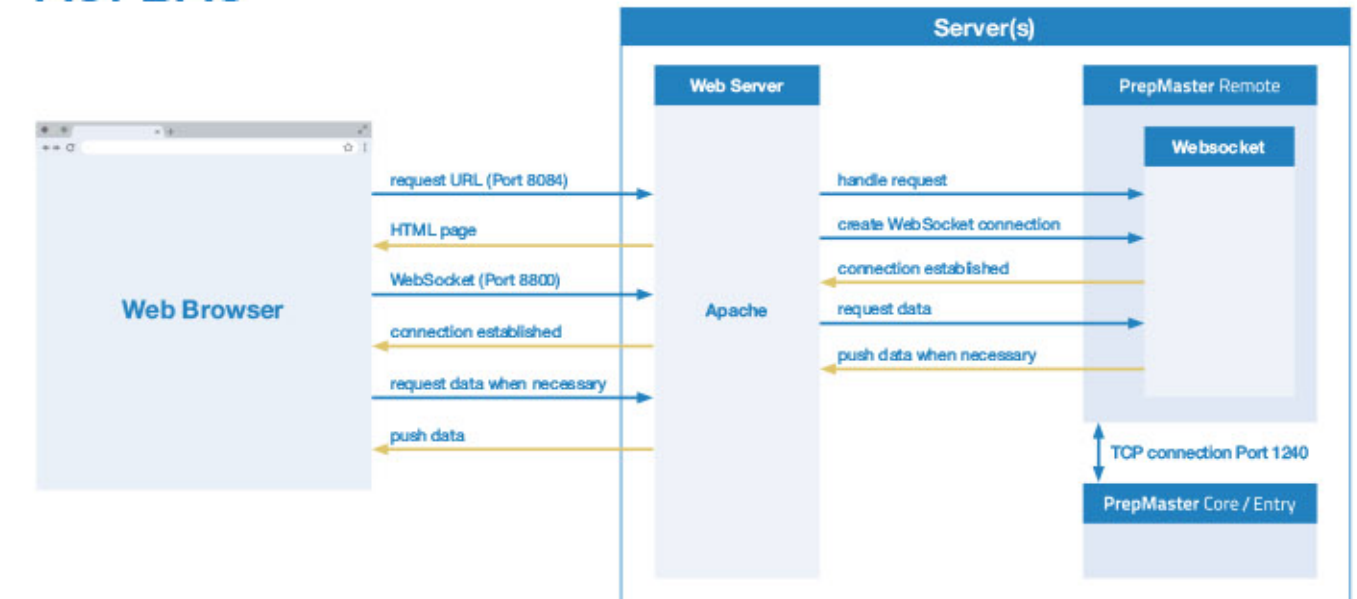 Server(s)
Web Server
PrepMaster Remote
Websocket
request URL (Port 8084)
handle request
HTML page
create WebSocket connection
WebSocket (Port 8800)
connection established
Web Browser
Apache
request data
connection established
push data when necessary
request data when necessary
push data
TCP connection Port 1240
PrepMaster Core / Entry